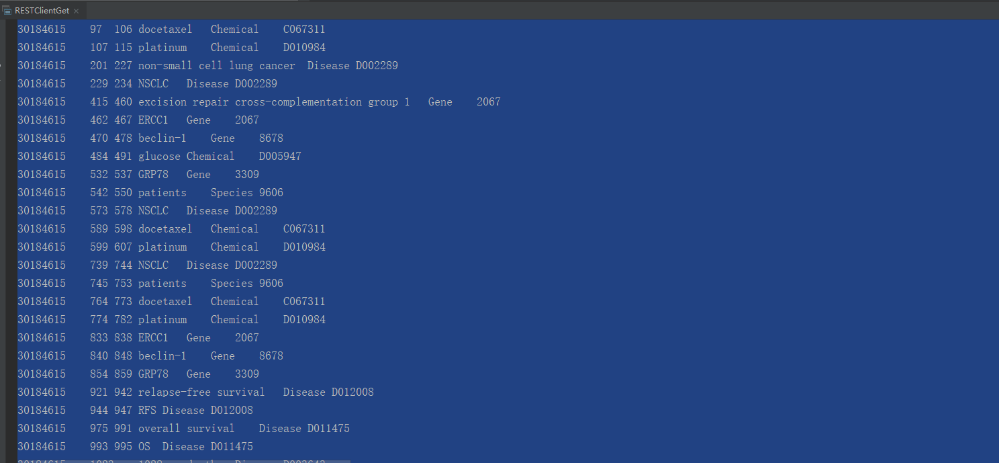 RESTClientGet
30184615 97 106 docetaxel Chemical C067311
30184615 107 115 platinum Chemical D010984
30184615 201 227 non-small cell lung cancer Disease D002289
30184615 229 234 NSCLC Disease D002289
30184615 415 460 excision repair cross-complementation group 1 Gene 2067
30184615 462 467 ERCC1 Gene 2067
30184615 470 478 beclin-1 Gene 8678
30184615 484 491 glucose Chemical D005947
30184615 532 537 GRP78 Gene 3309
30184615 542 550 patients Species 9606
30184615 573 578 NSCLC Disease D002289
30184615 589 598 docetaxel Chemical C067311
30184615 599 607 platinum Chemical D010984
30184615 739 744 NSCLC Disease D002289
30184615 745 753 patients Species 9606
30184615 764 773 docetaxel Chemical C067311
30184615 774 782 platinum Chemical D010984
30184615 833 838 ERCC1 Gene 2067
30184615 840 848 beclin-1 Gene 8678
30184615 854 859 GRP78 Gene 3309
30184615 921 942 relapse-free survival Disease D012008
30184615 944 947 RFS Disease D012008
30184615 975 991 overall survival Disease D011475
30184615 993 995 OS Disease D011475